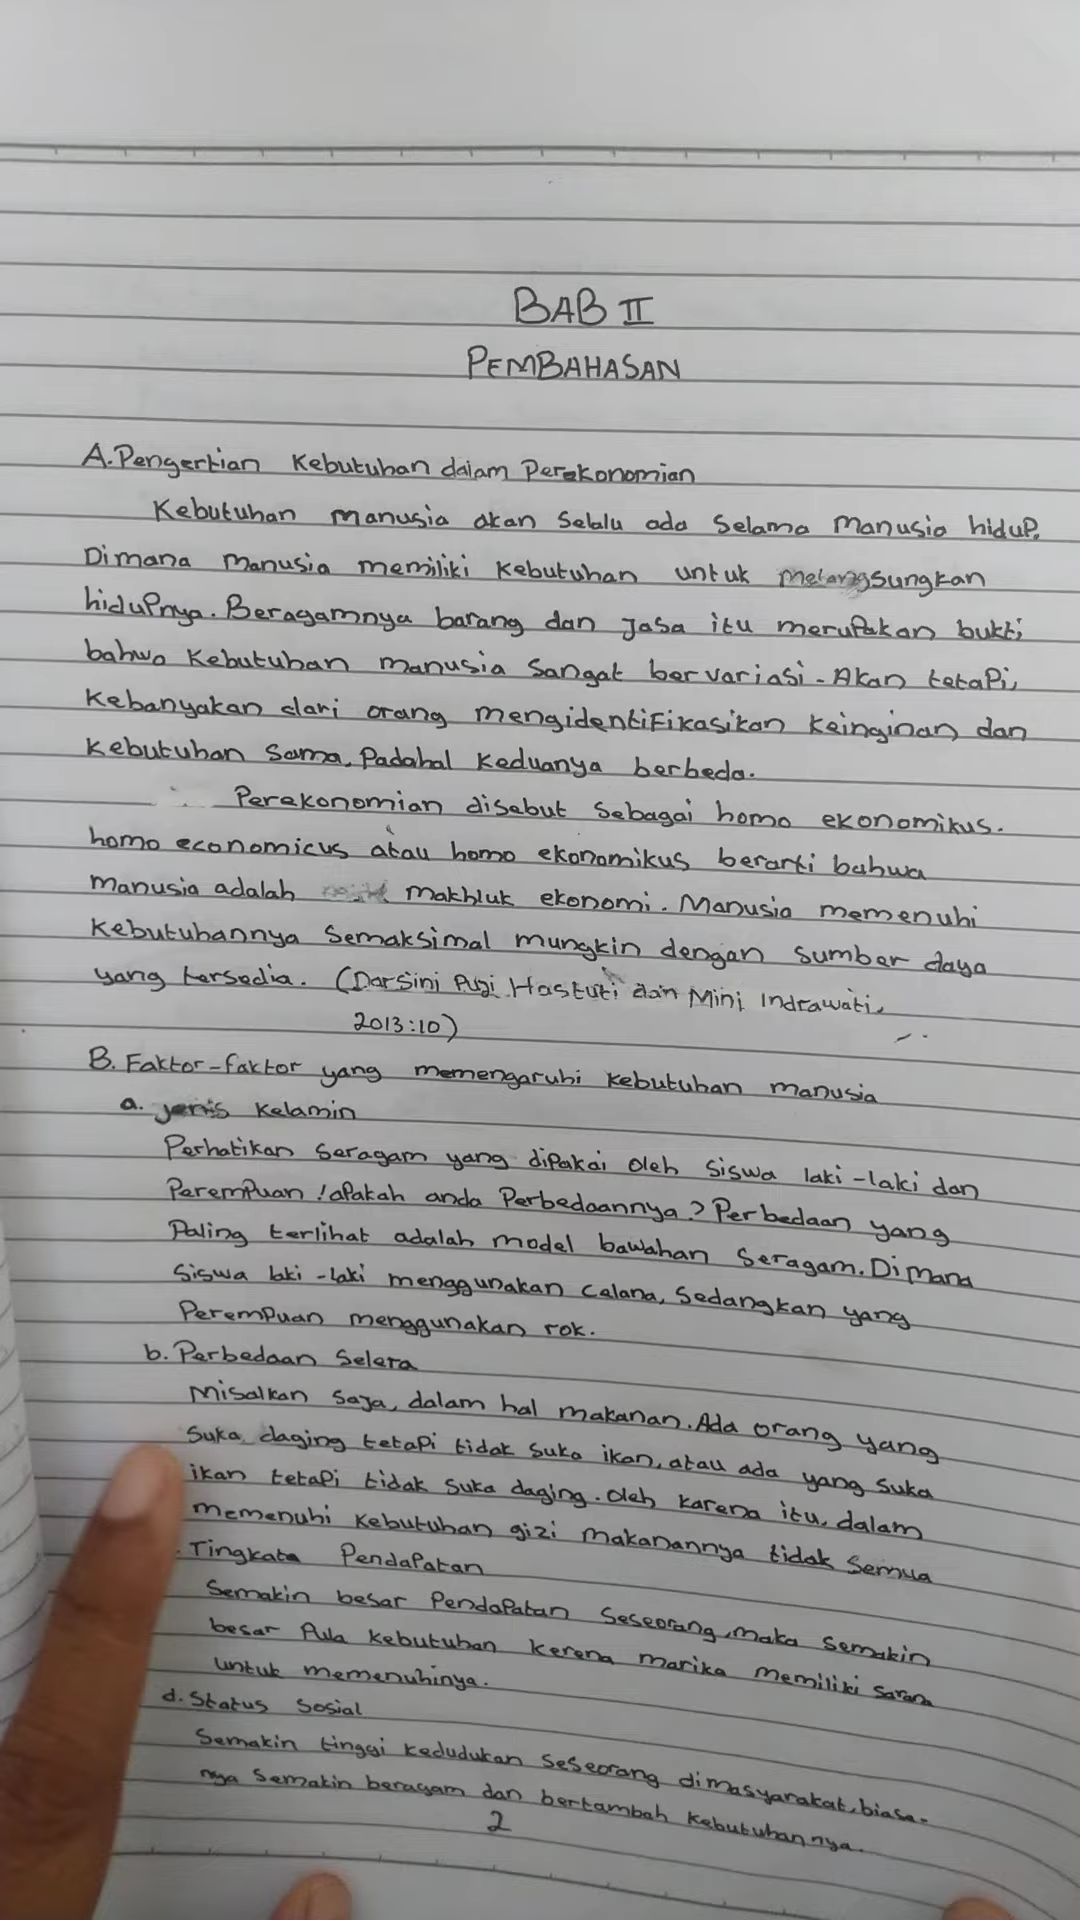 BAB II
PEMBAHASAN
A. Pengertian Kebutuhan dalam Perekonomian
Kebutuhan manusia akan selalu ada selama manusia hidup.
Dimana manusia memiliki kebutuhan untuk melangsungkan
hidupnya. Beragamnya barang dan jasa itu merupakan bukti
bahwa kebutuhan manusia sangat bervariasi. Akan tetapi,
kebanyakan dari orang mengidentifikasikan keinginan dan
kebutuhan sama, Padahal keduanya berbeda.
Perekonomian disebut sebagai homo ekonomikus.
homo economicus atau homo ekonomikus berarti bahwa
manusia adalah makhluk ekonomi. Manusia memenuhi
kebutuhannya semaksimal mungkin dengan sumber daya
yang tersedia. (Darsini Puji Hastuti dan Mini Indrawati,
2013:10)
B. Faktor-faktor yang memengaruhi kebutuhan manusia
a. jenis kelamin
Perhatikan seragam yang dipakai oleh siswa laki-laki dan
Perempuan! apakah anda Perbedaannya? Perbedaan yang
Paling terlihat adalah model bawahan seragam. Dimana
siswa laki-laki menggunakan celana, sedangkan yang
Perempuan menggunakan rok.
b. Perbedaan Selera
Misalkan saja, dalam hal makanan. Ada orang yang
suka daging tetapi tidak suka ikan, atau ada yang suka
ikan tetapi tidak suka daging. Oleh karena itu, dalam
memenuhi kebutuhan gizi makanannya tidak semua
. Tingkata Pendapatan
Semakin besar Pendapatan seseorang, maka semakin
besar Pula kebutuhan kerena marika memiliki sarana
untuk memenuhinya.
d. Status Sosial
Semakin tinggi kedudukan seseorang dimasyarakat, biasa-
nya semakin beragam dan bertambah kebutuhannya.
2